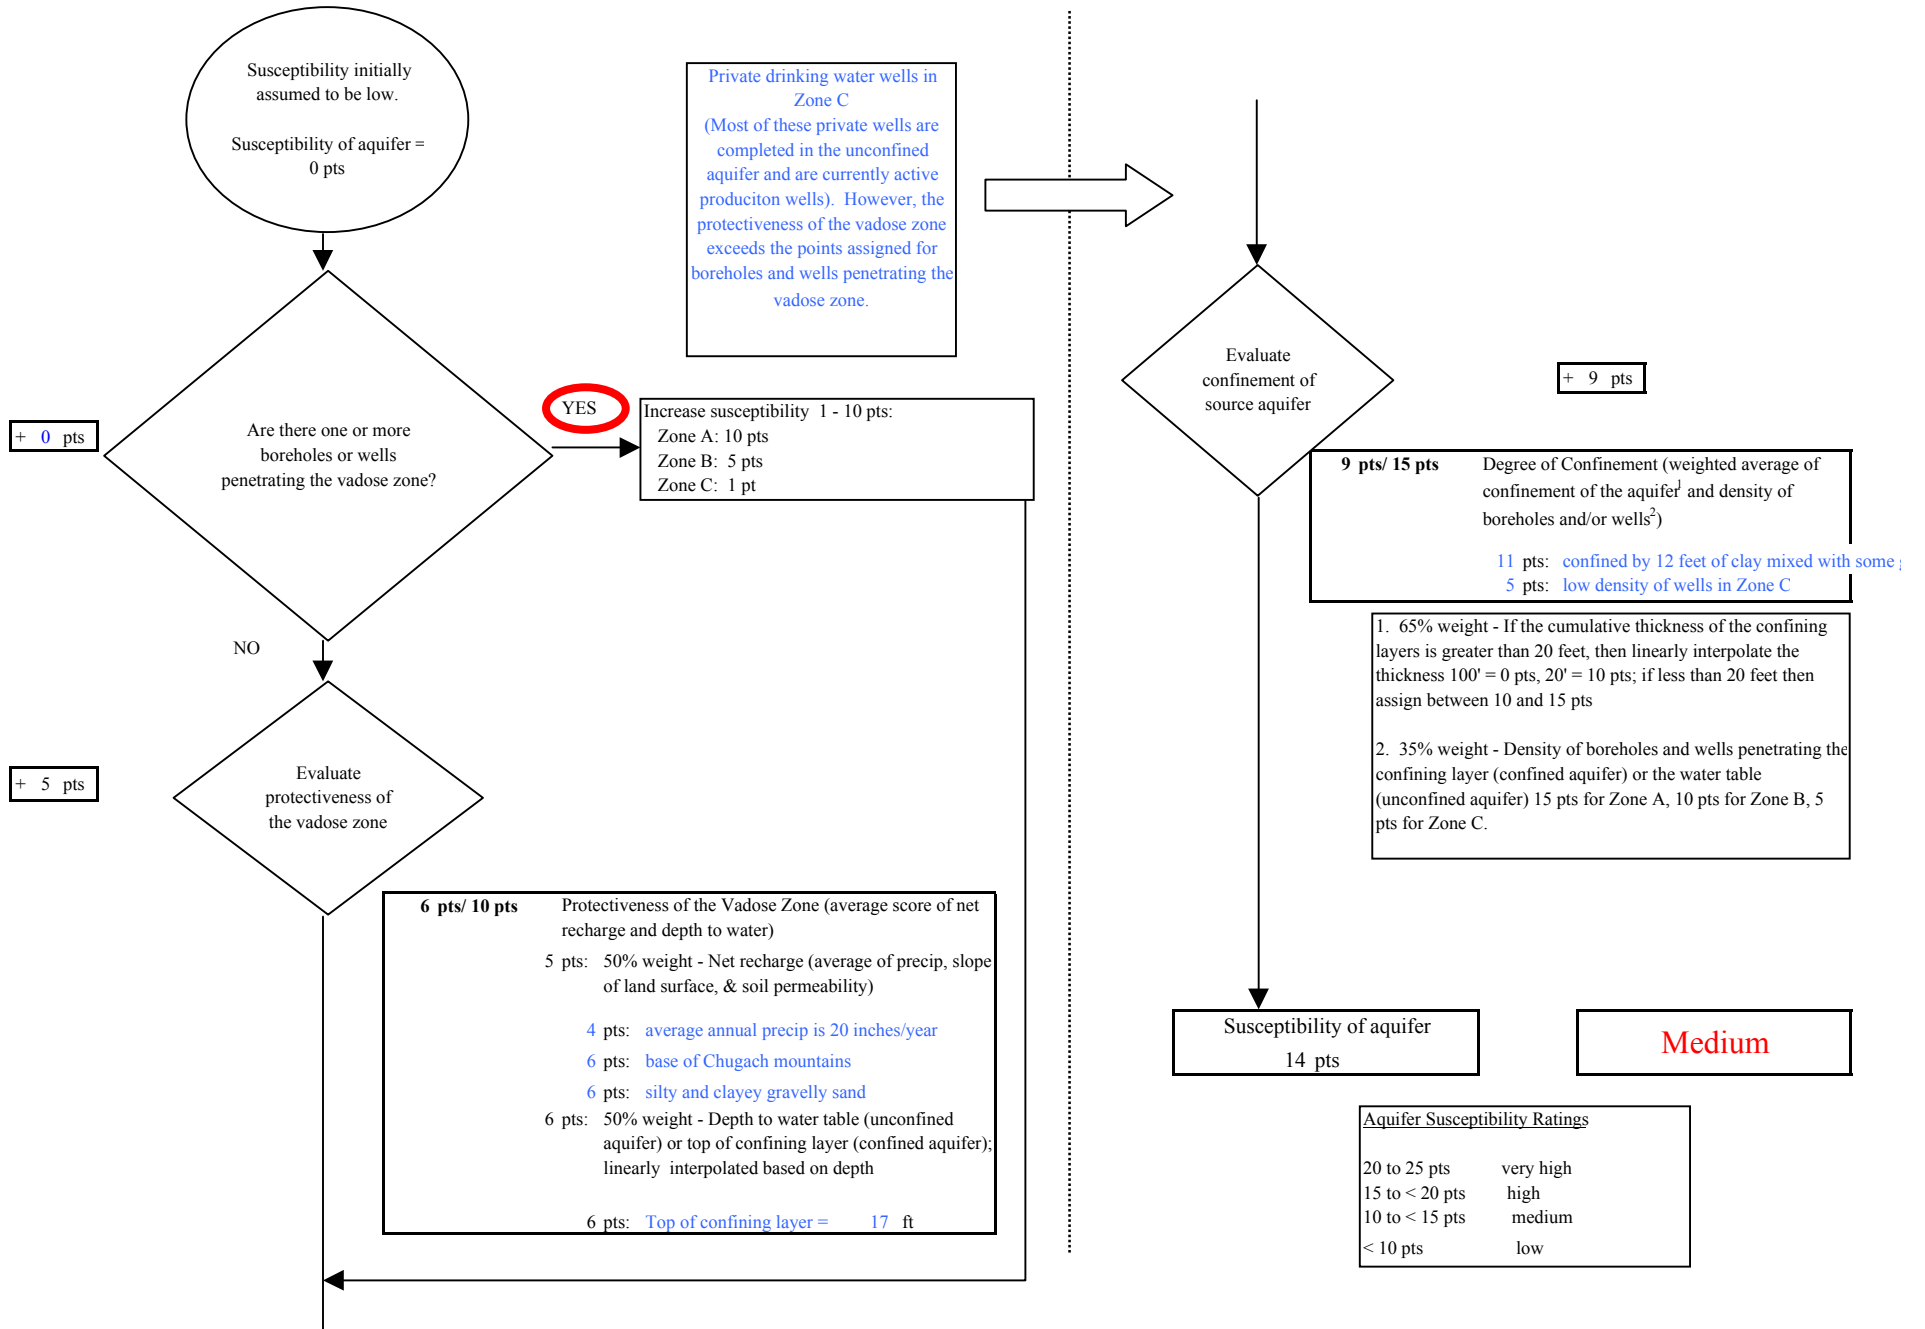 Susceptibility initially
assumed to be low.
Susceptibility of aquifer =
0 pts
+ 0 pts
Are there one or more
boreholes or wells
penetrating the vadose zone?
YES
Increase susceptibility 1 - 10 pts:
Zone A: 10 pts
Zone B: 5 pts
Zone C: 1 pt
Private drinking water wells in
Zone C
(Most of these private wells are
completed in the unconfined
aquifer and are currently active
produciton wells). However, the
protectiveness of the vadose zone
exceeds the points assigned for
boreholes and wells penetrating the
vadose zone.
NO
+ 5 pts
Evaluate
protectiveness of
the vadose zone
6 pts/ 10 pts Protectiveness of the Vadose Zone (average score of net
recharge and depth to water)
5 pts: 50% weight - Net recharge (average of precip, slope
of land surface, & soil permeability)
4 pts: average annual precip is 20 inches/year
6 pts: base of Chugach mountains
6 pts: silty and clayey gravelly sand
6 pts: 50% weight - Depth to water table (unconfined
aquifer) or top of confining layer (confined aquifer);
linearly interpolated based on depth
6 pts: Top of confining layer = 17 ft
Evaluate
confinement of
source aquifer
+ 9 pts
9 pts/ 15 pts Degree of Confinement (weighted average of
confinement of the aquifer1 and density of
boreholes and/or wells2)
11 pts: confined by 12 feet of clay mixed with some
5 pts: low density of wells in Zone C
1. 65% weight - If the cumulative thickness of the confining
layers is greater than 20 feet, then linearly interpolate the
thickness 100' = 0 pts, 20' = 10 pts; if less than 20 feet then
assign between 10 and 15 pts
2. 35% weight - Density of boreholes and wells penetrating the
confining layer (confined aquifer) or the water table
(unconfined aquifer) 15 pts for Zone A, 10 pts for Zone B, 5
pts for Zone C.
Susceptibility of aquifer
14 pts
Medium
Aquifer Susceptibility Ratings
20 to 25 pts very high
15 to < 20 pts high
10 to < 15 pts medium
< 10 pts low